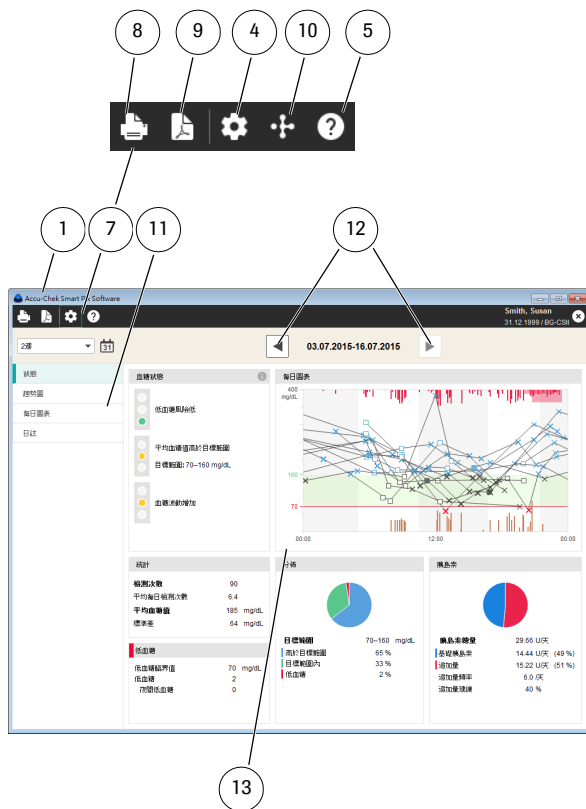 8
9
4
10
5
1
7
11
12
Accu-Chek Smart Pix Software
Smith, Susan
31.12.1999 / BG-CSII
2週
31
03.07.2015-16.07.2015
狀態
趨勢圖
每日圖表
日誌
血糖狀態
低血糖風險低
平均血糖值高於目標範圍
目標範圍: 70–160 mg/dL
血糖波動增加
每日圖表
400
mg/dL
160
70
00:00
12:00
00:00
統計
檢測次數 90
平均每日檢測次數 6.4
平均血糖值 185 mg/dL
標準差 64 mg/dL
低血糖
低血糖臨界值 70 mg/dL
低血糖 2
夜間低血糖 0
分佈
目標範圍 70–160 mg/dL
高於目標範圍 65 %
目標範圍內 33 %
低血糖 2 %
胰島素
胰島素總量 29.66 U/天
基礎胰島素 14.44 U/天 (49 %)
追加量 15.22 U/天 (51 %)
追加量頻率 6.0 /天
追加量建議 40 %
13